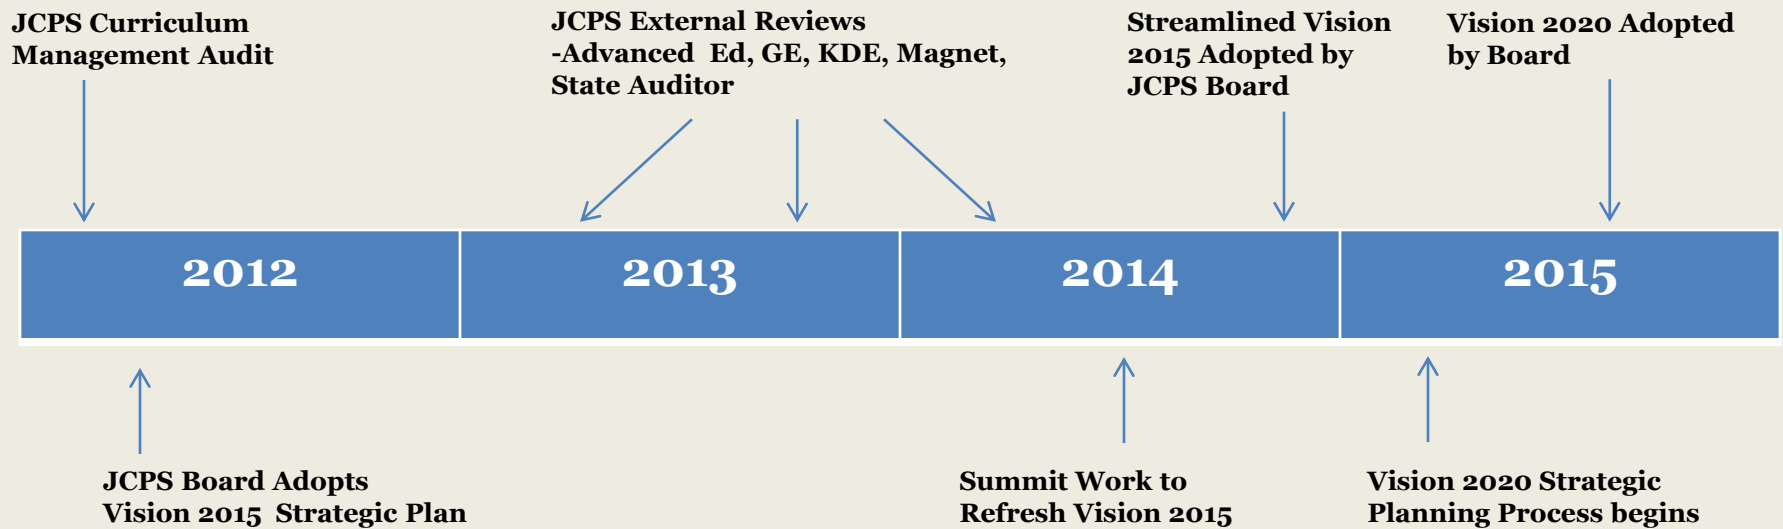 JCPS Curriculum
Management Audit
JCPS External Reviews
-Advanced  Ed, GE, KDE, Magnet,
State Auditor
Streamlined Vision
2015 Adopted by
JCPS Board
Vision 2020 Adopted
by Board
2012
2013
2014
2015
JCPS Board Adopts
Vision 2015  Strategic Plan
Summit Work to
Refresh Vision 2015
Vision 2020 Strategic
Planning Process begins